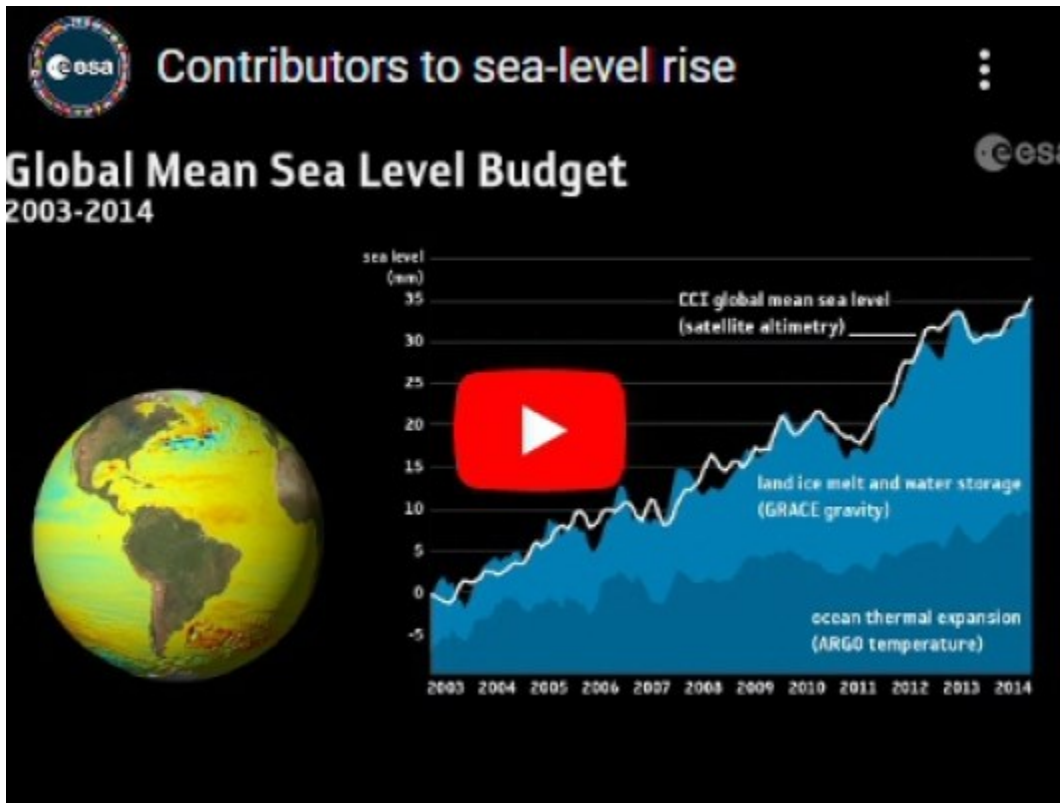 esa
Contributors to sea-level rise
esa
Global Mean Sea Level Budget
2003-2014
sea level
(mm)
35
30
25
20
15
10
5
0
-5
CCI global mean sea level
(satellite altimetry)
land ice melt and water storage
(GRACE gravity)
ocean thermal expansion
(ARGO temperature)
2003 2004 2005 2006 2007 2008 2009 2010 2011 2012 2013 2014